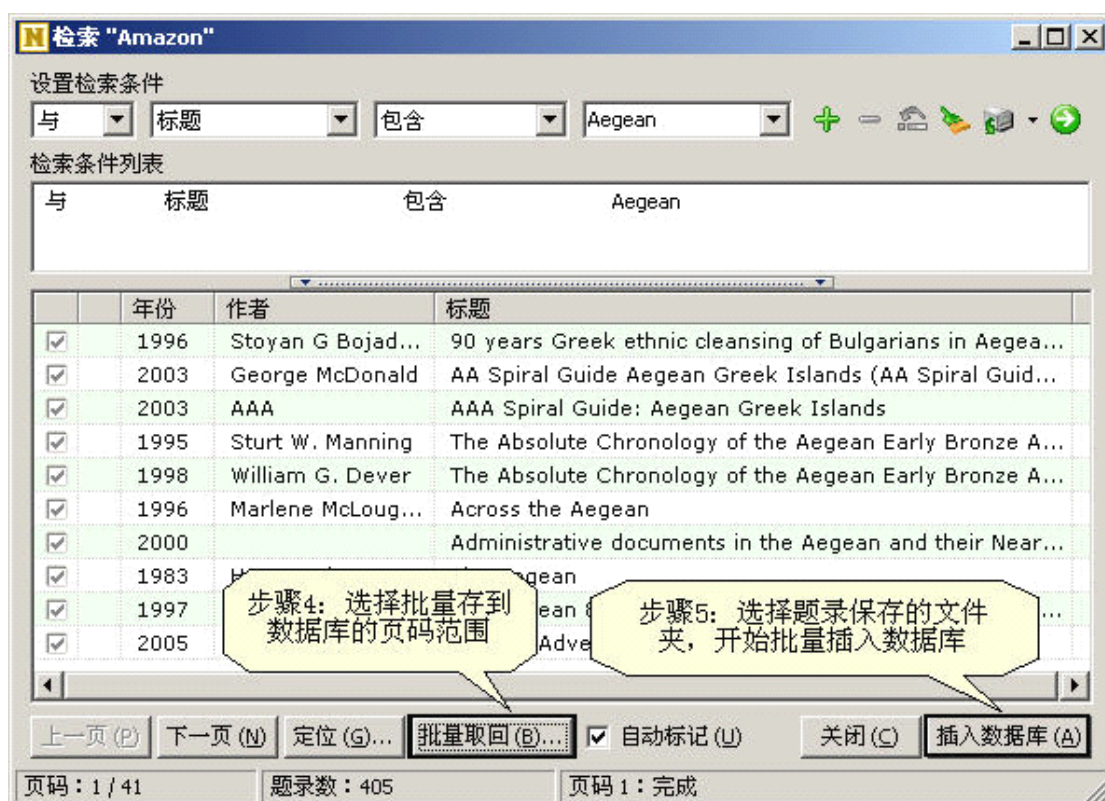 检索 "Amazon"
设置检索条件
与 标题 包含 Aegean
检索条件列表
与 标题 包含 Aegean
年份 作者 标题
1996 Stoyan G Bojad... 90 years Greek ethnic cleansing of Bulgarians in Aegea...
2003 George McDonald AA Spiral Guide Aegean Greek Islands (AA Spiral Guid...
2003 AAA AAA Spiral Guide: Aegean Greek Islands
1995 Sturt W. Manning The Absolute Chronology of the Aegean Early Bronze A...
1998 William G. Dever The Absolute Chronology of the Aegean Early Bronze A...
1996 Marlene McLoug... Across the Aegean
2000 Administrative documents in the Aegean and their Near...
1983
1997
2005
步骤4：选择批量存到
数据库的页码范围
步骤5：选择题录保存的文件
夹，开始批量插入数据库
上一页(P) 下一页(N) 定位(G)... 批量取回(B)... 自动标记(U) 关闭(C) 插入数据库(A)
页码：1/41 题录数：405 页码1：完成